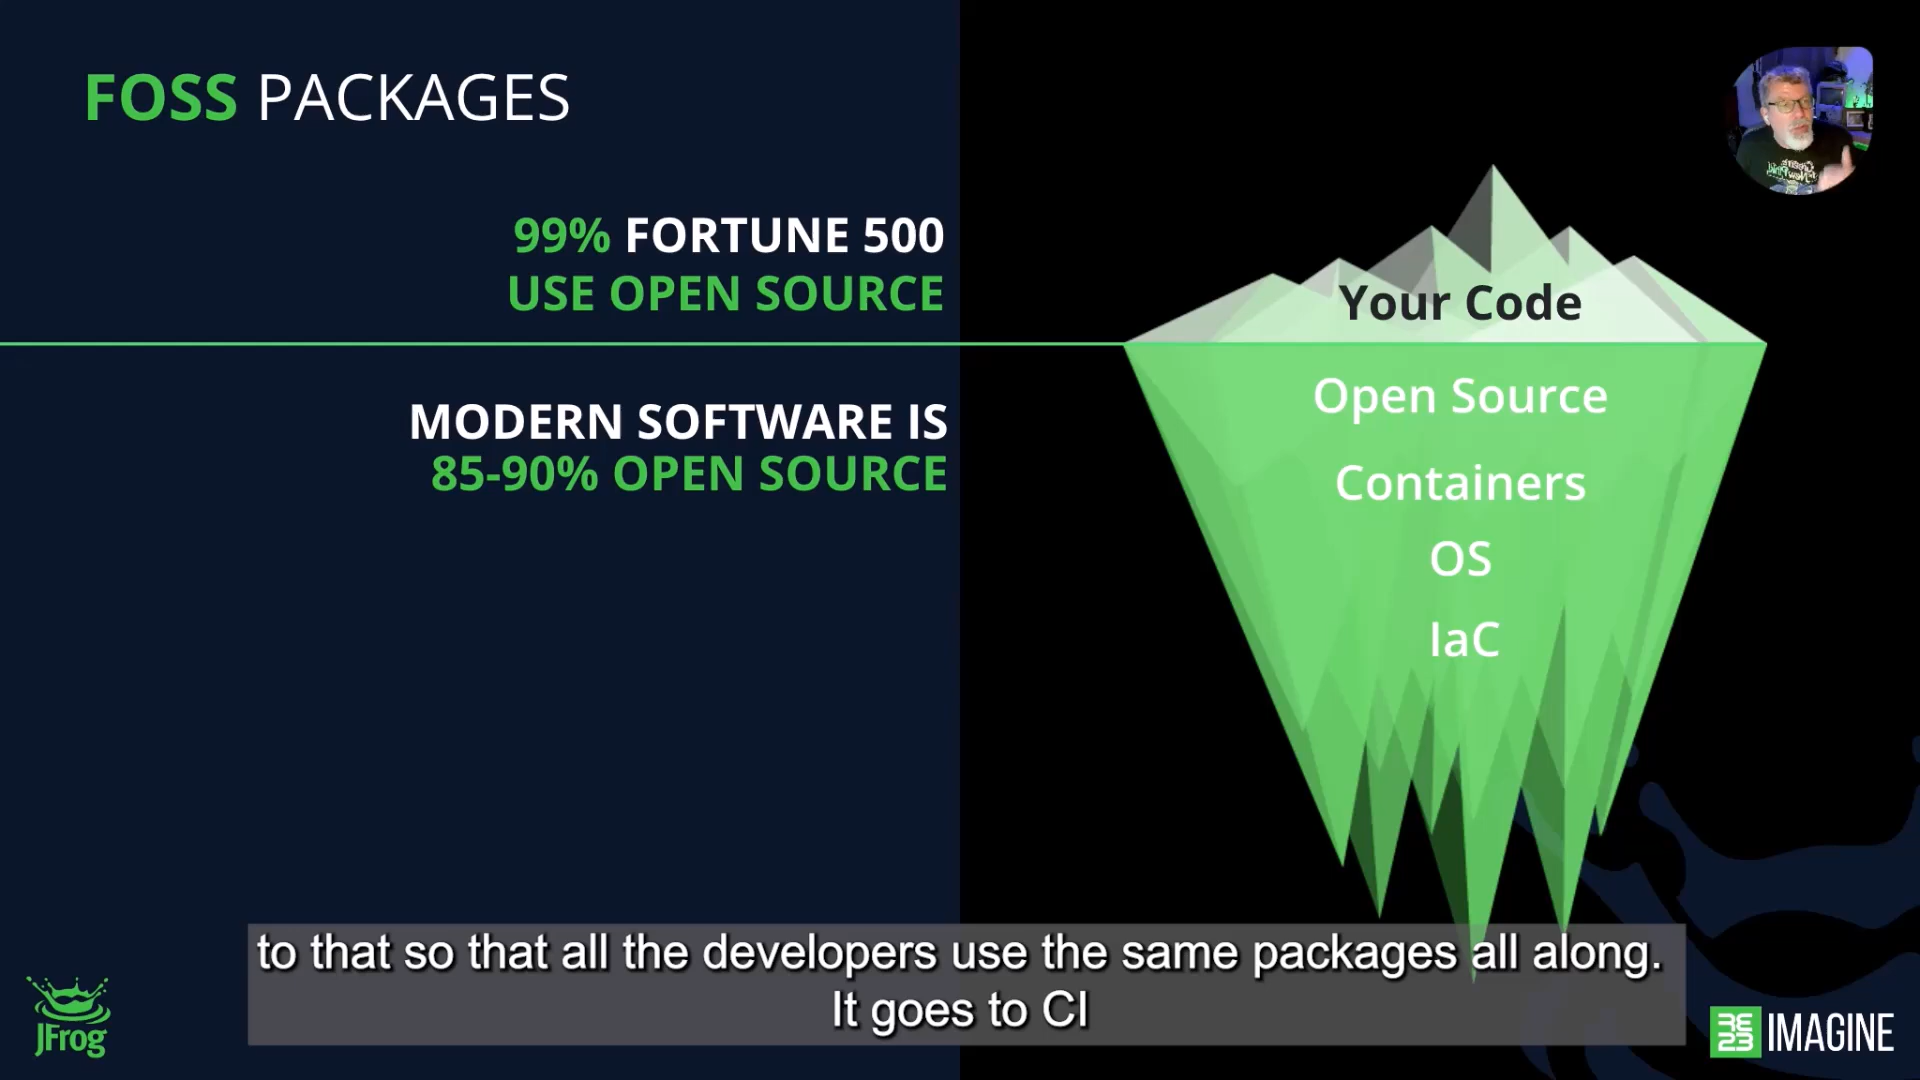 FOSS PACKAGES
99% FORTUNE 500
USE OPEN SOURCE
MODERN SOFTWARE IS
85-90% OPEN SOURCE
Your Code
Open Source
Containers
OS
IaC
to that so that all the developers use the same packages all along.
It goes to CI
JFrog
IMAGINE